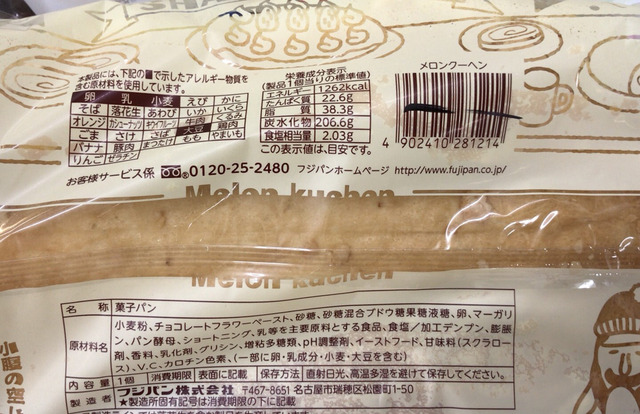 本製品には、下記の■で示したアレルギー物質を
含む原材料を使用しています。
卵 乳 小麦 えび かに
そば 落花生 あわび いか いくら
オレンジ カシューナッツ キウイフルーツ 牛肉 くるみ
ごま さけ さば 大豆 鶏肉
バナナ 豚肉 まつたけ もも やまいも
りんご ゼラチン
栄養成分表示
(製品1個当りの標準値)
エネルギー 1262kcal
たんぱく質 22.6g
脂質 38.3g
炭水化物 206.6g
食塩相当量 2.03g
この表示値は、目安です。
メロンクーヘン
4 902410 281214
お客様サービス係 0120-25-2480 フジパンホームページ http://www.fujipan.co.jp/
Melon kuchen
Melon kuchen
名称 菓子パン
原材料名 チョコレートフラワーペースト、砂糖、砂糖混合ブドウ糖果糖液糖、卵、マーガリ
小麦粉、
ン、パン酵母、ショートニング、乳等を主要原料とする食品、食塩/加工デンプン、膨脹
剤、香料、乳化剤、グリシン、増粘多糖類、pH調整剤、イーストフード、甘味料(スクラロー
ス)、V.C、カロチン色素、(一部に卵・乳成分・小麦・大豆を含む)
内容量 1個 消費期限 表面に記載 保存方法 直射日光、高温多湿を避けて保存してください。
製造者 フジパン株式会社 〒467-8651 名古屋市瑞穂区松園町1-50
★製造所固有記号は消費期限の下に記載
小腹の空